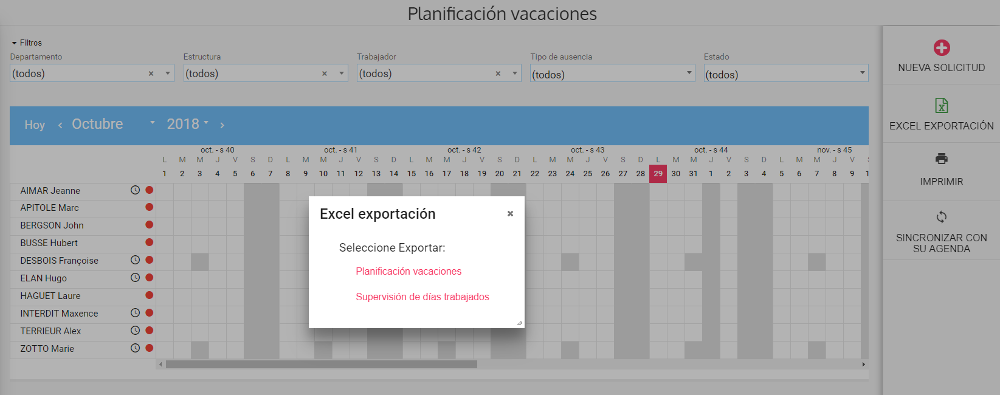 Planificación vacaciones
Filtros
Departamento Estructura Trabajador Tipo de ausencia Estado
(todos) (todos) (todos) (todos) (todos)
Hoy Octubre 2018
oct. - s 40 oct. - s 41 oct. - s 42 oct. - s 43 oct. - s 44 nov. - s 45
L M M J V S D L M M J V S D L M M J V S D L M M J V S D L M M J V S D L M M J V
1 2 3 4 5 6 7 8 9 10 11 12 13 14 15 16 17 18 19 20 21 22 23 24 25 26 27 28 29 30 31 1 2 3 4 5 6 7 8 9
AIMAR Jeanne
APITOLE Marc
BERGSON John
BUSSE Hubert
DESBOIS Françoise
ELAN Hugo
HAGUET Laure
INTERDIT Maxence
TERRIEUR Alex
ZOTTO Marie
Excel exportación
Seleccione Exportar:
Planificación vacaciones
Supervisión de días trabajados
NUEVA SOLICITUD
EXCEL EXPORTACIÓN
IMPRIMIR
SINCRONIZAR CON
SU AGENDA